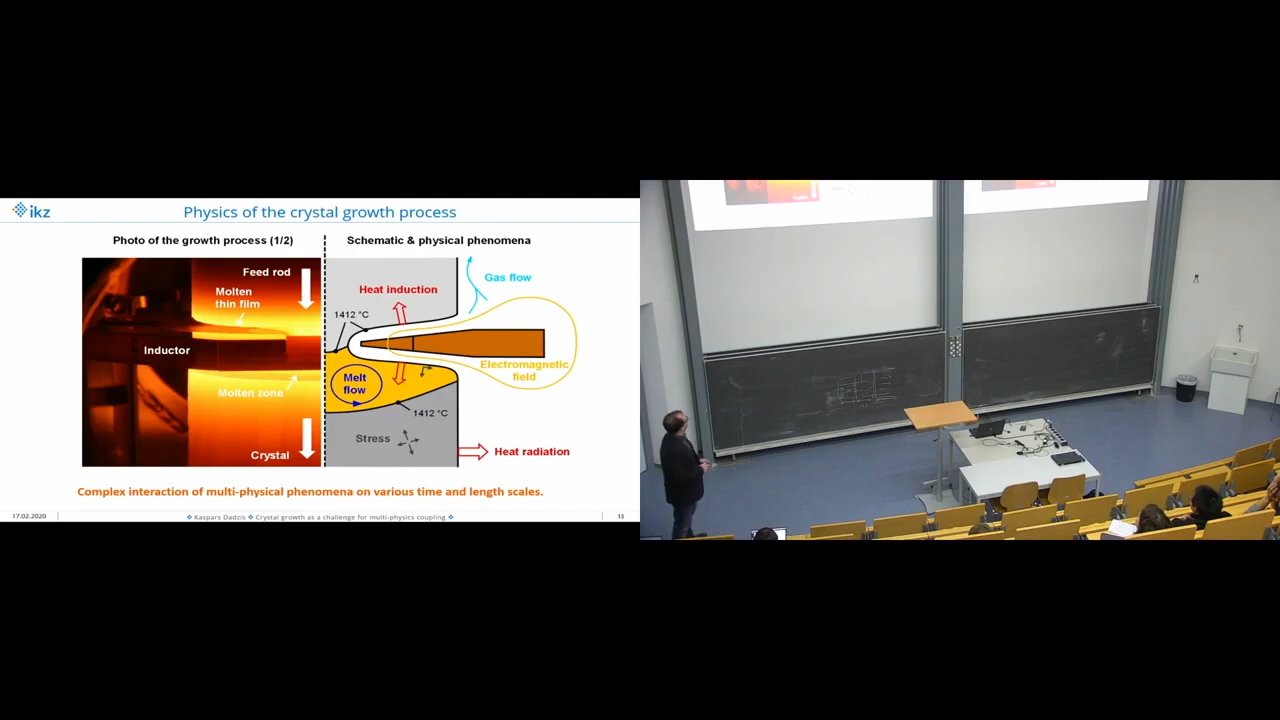 ikz
Physics of the crystal growth process
Photo of the growth process (1/2)
Schematic & physical phenomena
Feed rod
Molten
thin film
Inductor
Molten zone
Crystal
Gas flow
Heat induction
1412 °C
Electromagnetic
field
Melt
flow
1412 °C
Stress
Heat radiation
Complex interaction of multi-physical phenomena on various time and length scales.
17.02.2020
❖ Kaspars Dadzis ❖ Crystal growth as a challenge for multi-physics coupling ❖
13